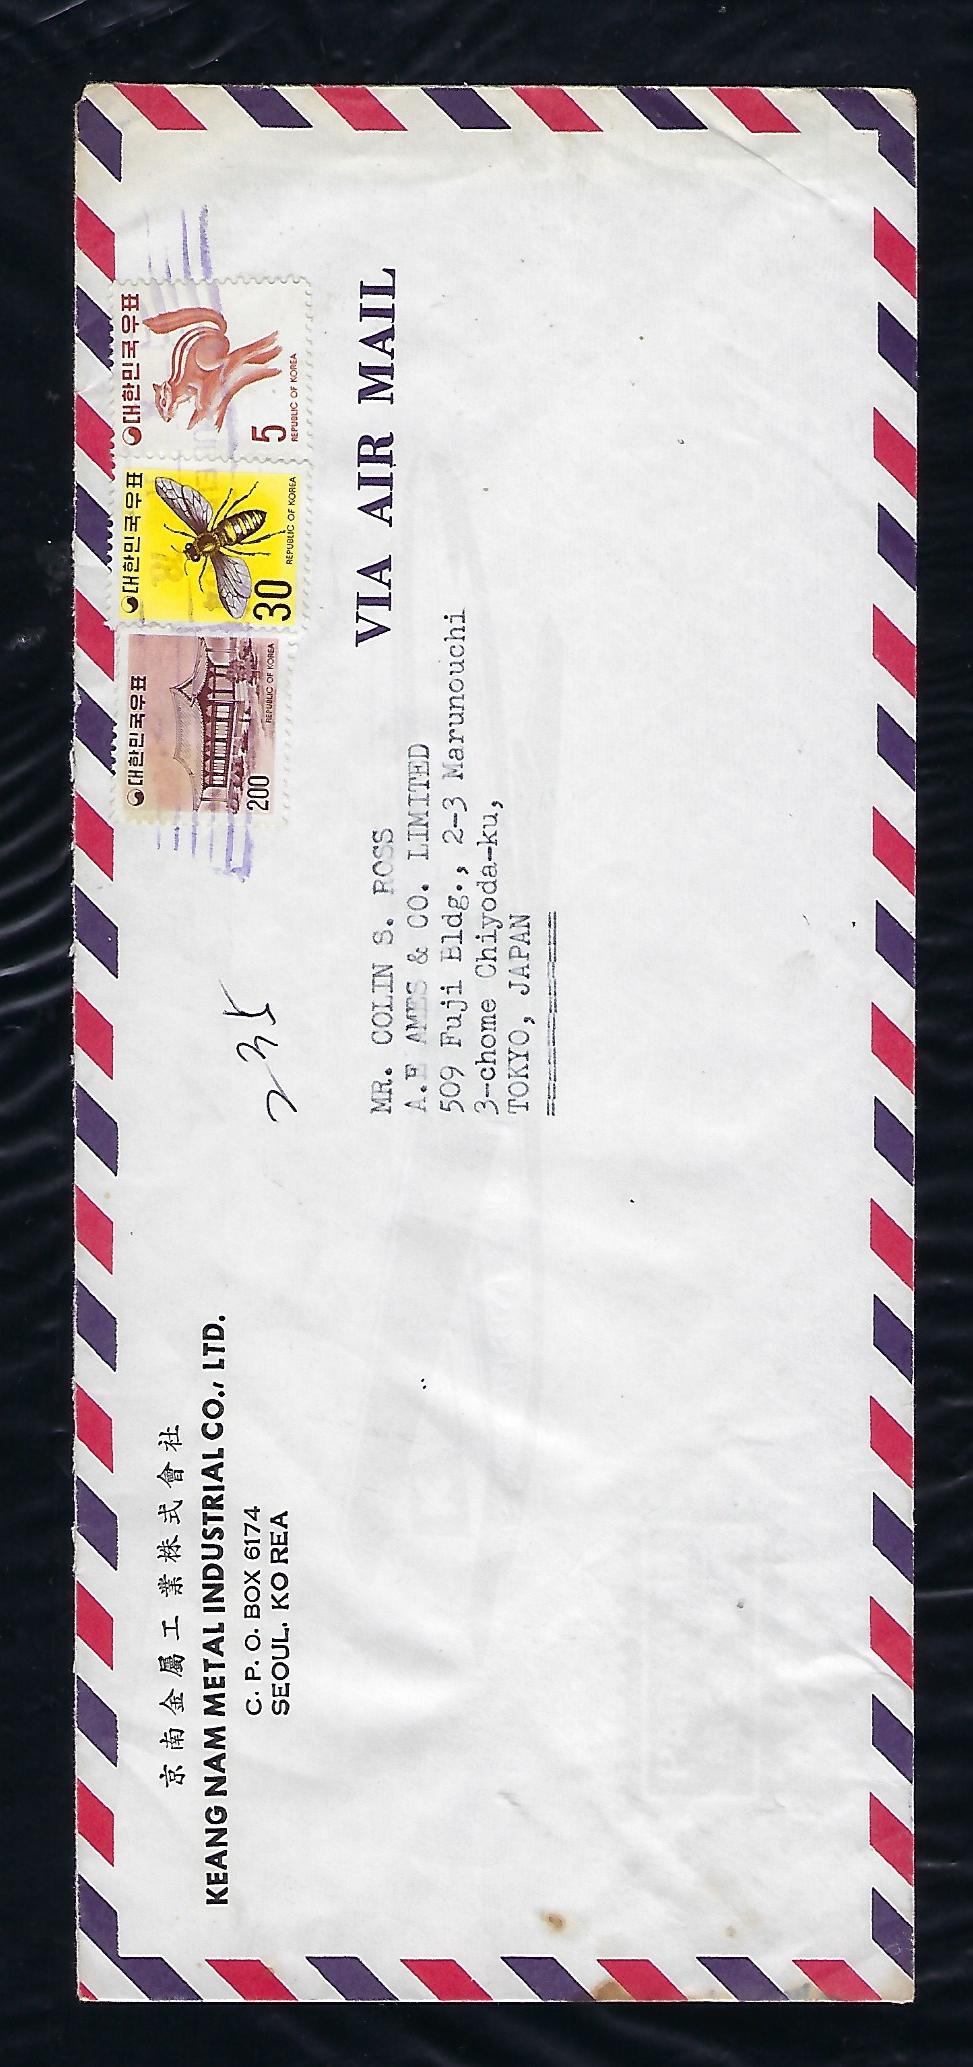 京南金屬工業株式會社
KEANG NAM METAL INDUSTRIAL CO., LTD.
C. P. O. BOX 6174
SEOUL. KOREA
대한민국우표
200
REPUBLIC OF KOREA
대한민국우표
30
REPUBLIC OF KOREA
대한민국우표
5
REPUBLIC OF KOREA
235
VIA AIR MAIL
MR. COLIN S. ROSS
A.E AMES & CO. LIMITED
509 Fuji Bldg., 2-3 Marunouchi
3-chome Chiyoda-ku,
TOKYO, JAPAN